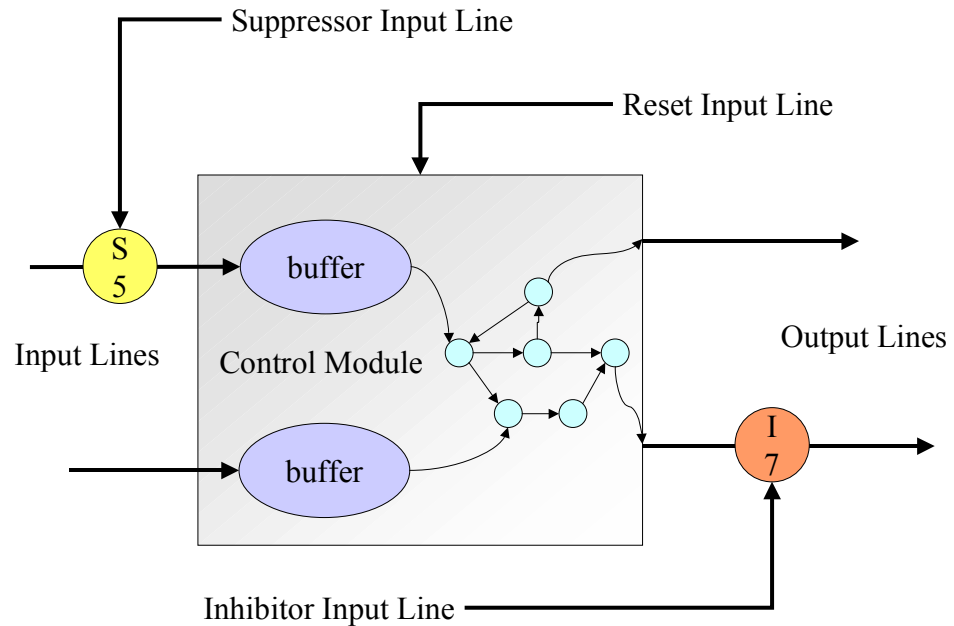 Suppressor Input Line
Reset Input Line
S
5
buffer
Input Lines
Control Module
Output Lines
buffer
I
7
Inhibitor Input Line